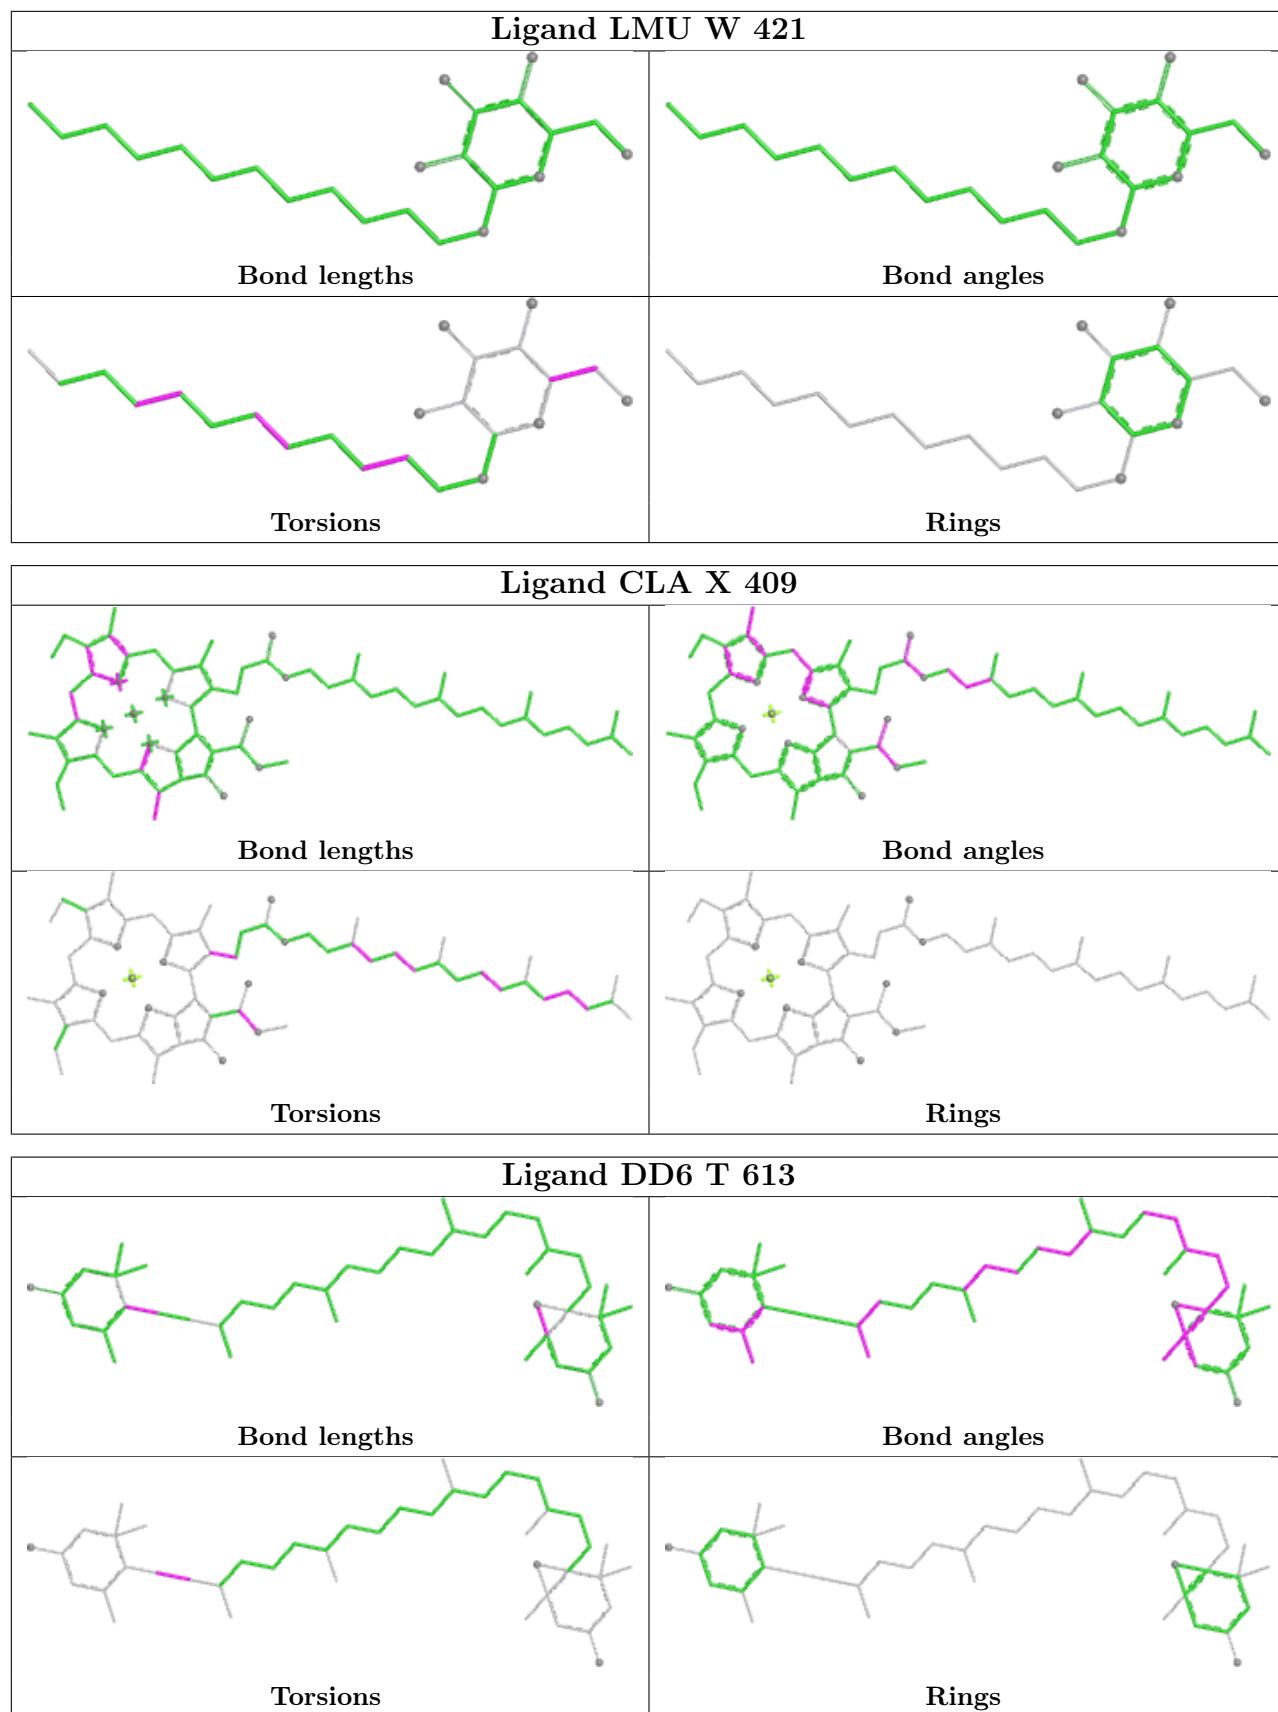 Ligand LMU W 421
Bond lengths Bond angles
Torsions Rings
Ligand CLA X 409
Bond lengths Bond angles
Torsions Rings
Ligand DD6 T 613
Bond lengths Bond angles
Torsions Rings